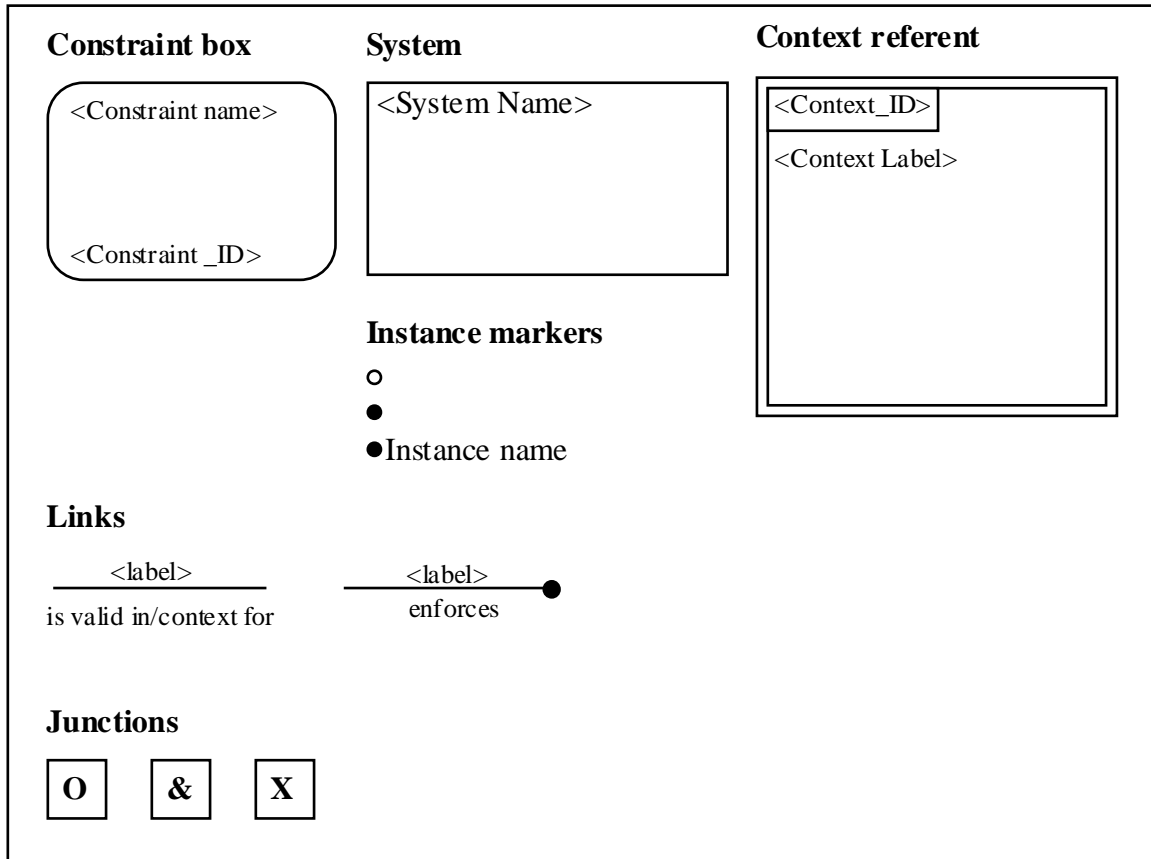 Constraint box
<Constraint name>
<Constraint _ID>
System
<System Name>
Context referent
<Context_ID>
<Context Label>
Instance markers
Instance name
Links
<label>
is valid in/context for
<label>
enforces
Junctions
O & X